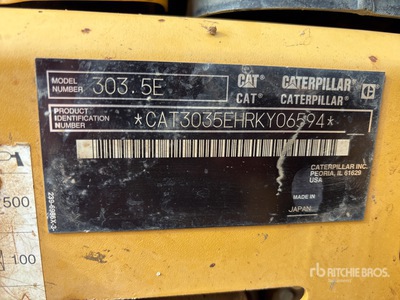 MODEL NUMBER 303.5E
CAT® CATERPILLAR®
CAT CATERPILLAR
PRODUCT IDENTIFICATION NUMBER
*CAT3035EHRKY06594*
CATERPILLAR INC.
PEORIA, IL 61629
USA
MADE IN
JAPAN
500
100
rb RITCHIE BROS.